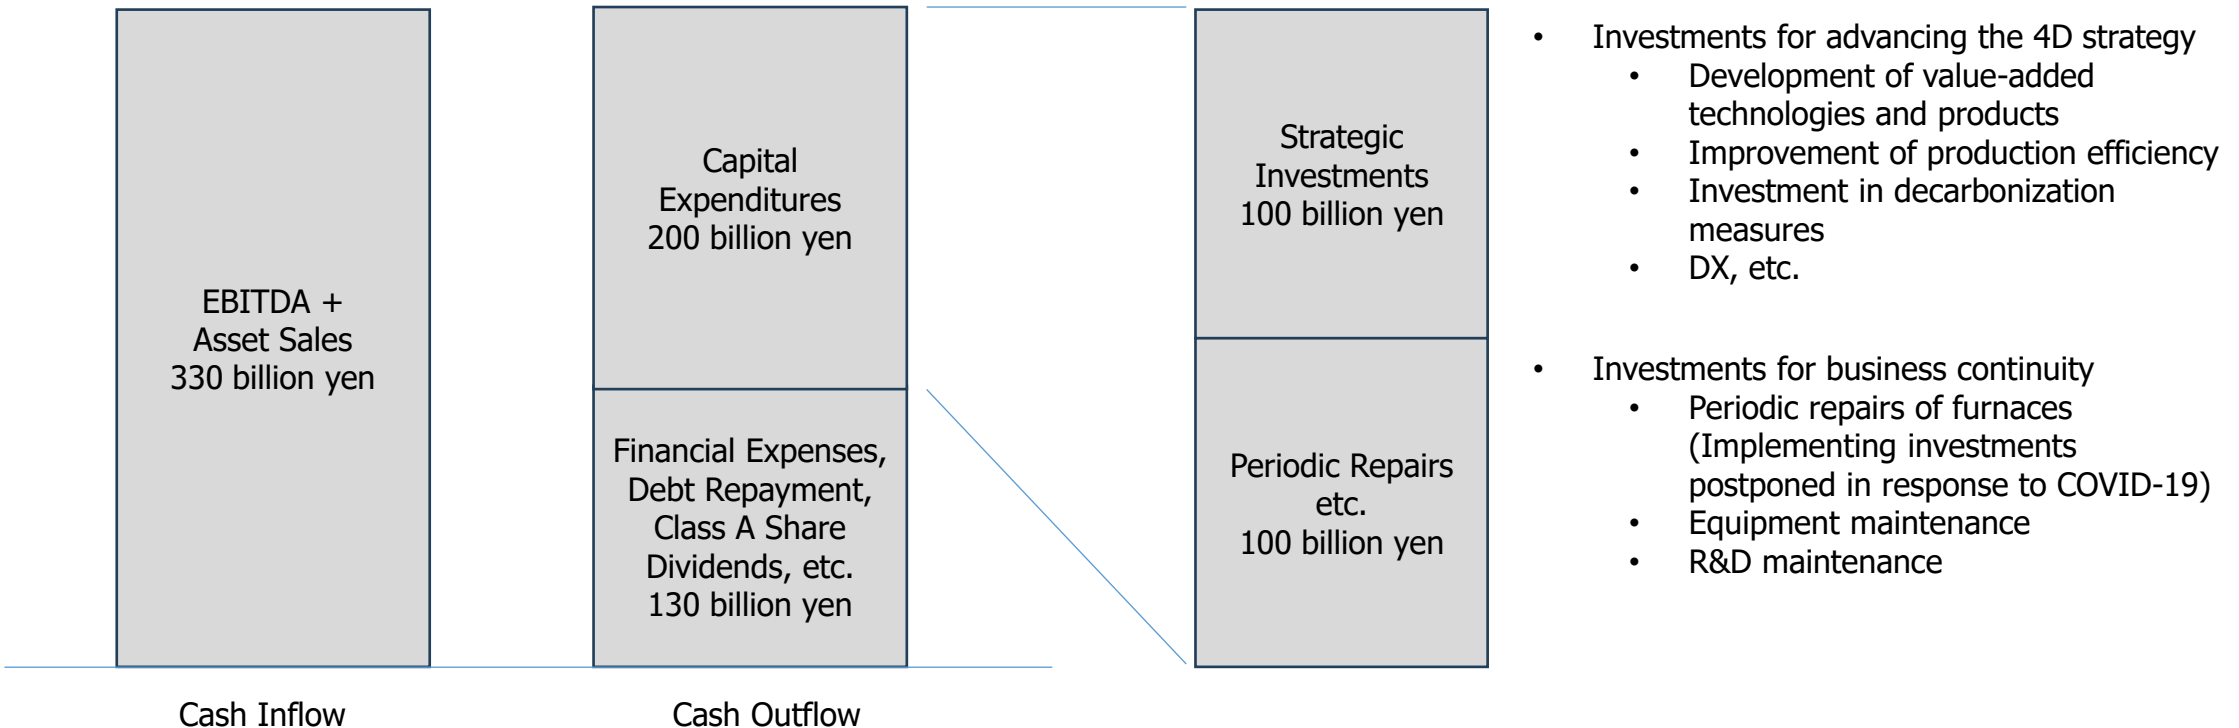 EBITDA +
Asset Sales
330 billion yen
Cash Inflow
Capital
Expenditures
200 billion yen
Financial Expenses,
Debt Repayment,
Class A Share
Dividends, etc.
130 billion yen
Cash Outflow
Strategic
Investments
100 billion yen
Periodic Repairs
etc.
100 billion yen
• Investments for advancing the 4D strategy
• Development of value-added
technologies and products
• Improvement of production efficiency
• Investment in decarbonization
measures
• DX, etc.
• Investments for business continuity
• Periodic repairs of furnaces
(Implementing investments
postponed in response to COVID-19)
• Equipment maintenance
• R&D maintenance